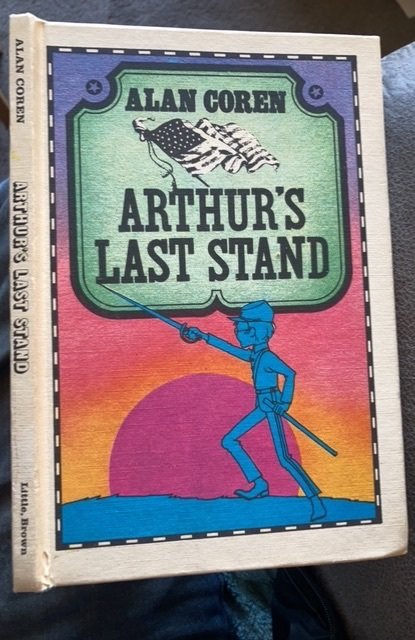 ALAN COREN
ARTHUR'S
LAST STAND
ALAN COREN
ARTHUR'S LAST STAND
Little, Brown